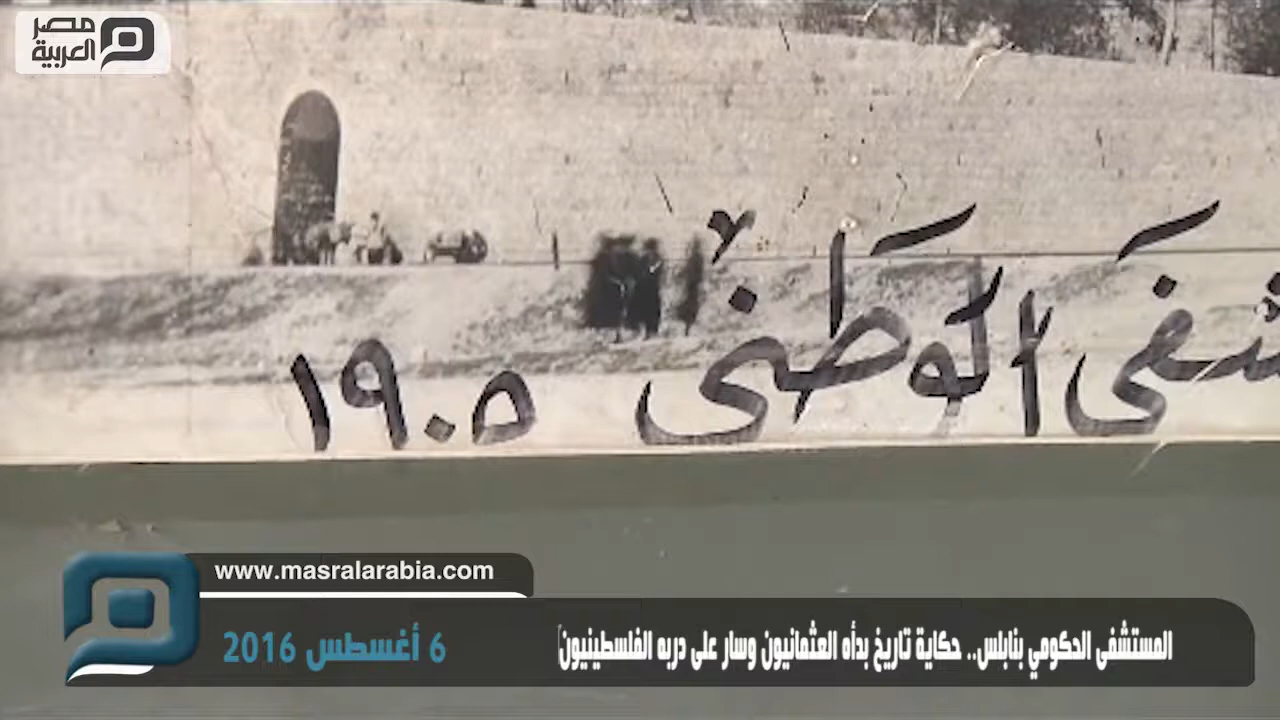 مصر
العربية
شفى الوطني ١٩٠٥
www.masralarabia.com
المستشفى الحكومي بنابلس.. حكاية تاريخ بدأه العثمانيون وسار على دربه الفلسطينيون
6 أغسطس 2016